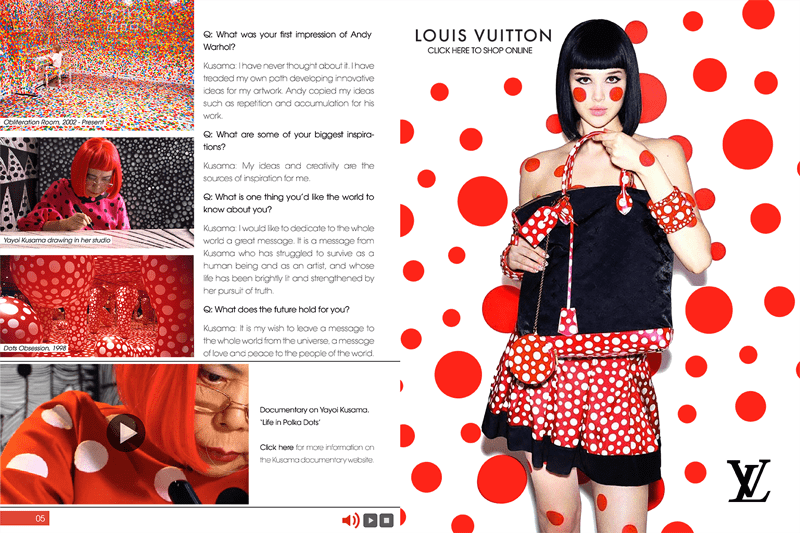 Obliteration Room, 2002 - Present
Yayoi Kusama drawing in her studio
Dots Obsession, 1998
Q: What was your first impression of Andy
Warhol?
Kusama: I have never thought about it. I have
treaded my own path developing innovative
ideas for my artwork. Andy copied my ideas
such as repetition and accumulation for his
work.
Q: What are some of your biggest inspira-
tions?
Kusama: My ideas and creativity are the
sources of inspiration for me.
Q: What is one thing you'd like the world to
know about you?
Kusama: I would like to dedicate to the whole
world a great message. It is a message from
Kusama who has struggled to survive as a
human being and as an artist, and whose
life has been brightly lit and strengthened by
her pursuit of truth.
Q: What does the future hold for you?
Kusama: It is my wish to leave a message to
the whole world from the universe, a message
of love and peace to the people of the world.
Documentary on Yayoi Kusama.
'Life in Polka Dots'
Click here for more information on
the Kusama documentary website.
05
LOUIS VUITTON
CLICK HERE TO SHOP ONLINE
LV